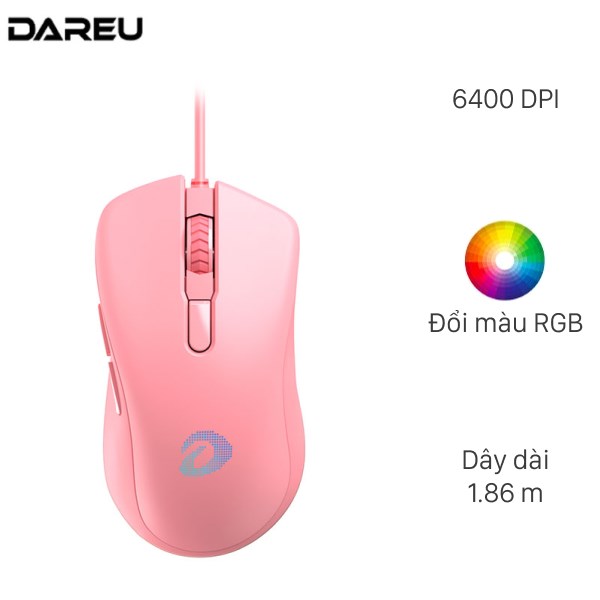 DAREU
6400 DPI
Đổi màu RGB
Dây dài
1.86 m